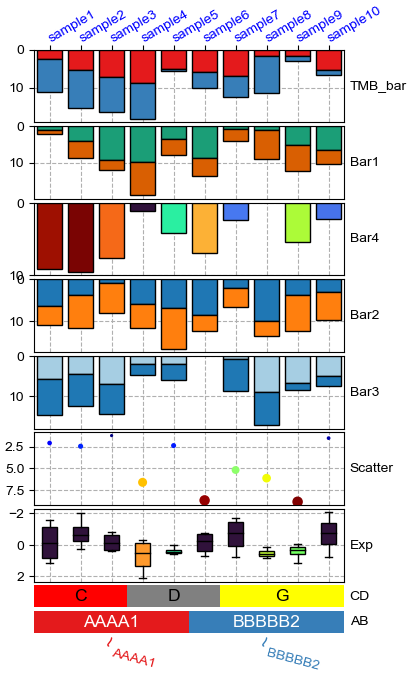 sample1 sample2 sample3 sample4 sample5 sample6 sample7 sample8 sample9 sample10
0
10
TMB_bar
0
10
Bar1
0
10
Bar4
0
10
Bar2
0
10
Bar3
2.5
5.0
7.5
Scatter
−2
0
2
Exp
C D G CD
AAAA1 BBBBB2 AB
AAAA1 BBBBB2